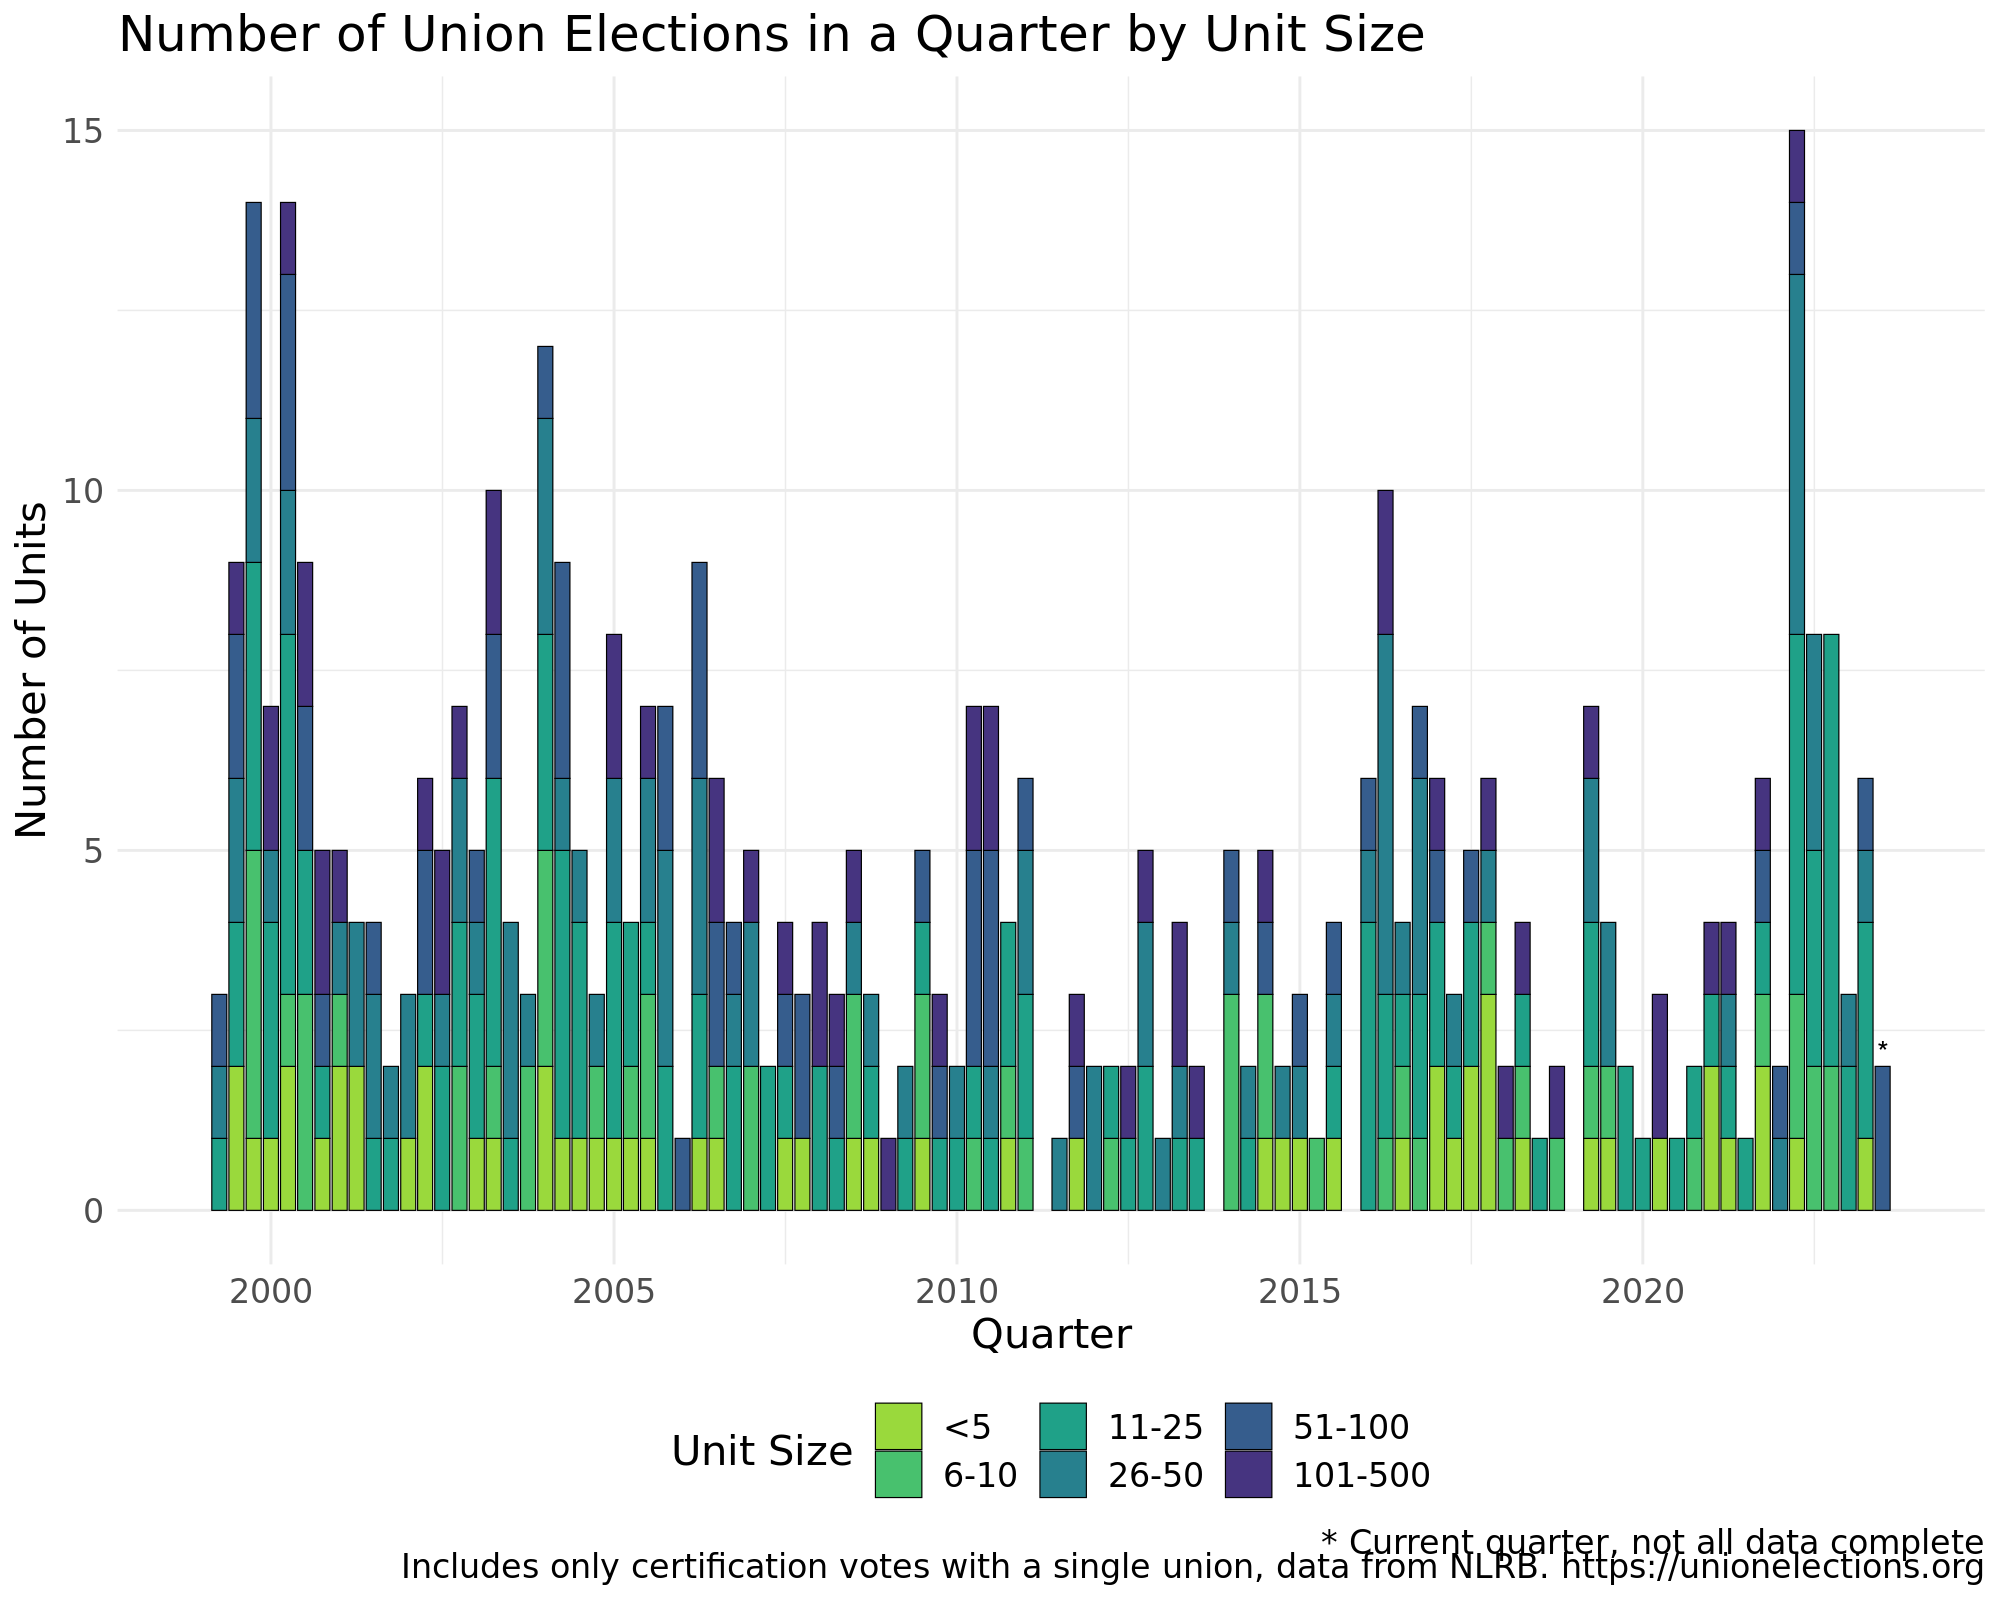 Number of Union Elections in a Quarter by Unit Size
Number of Units
15
10
5
0
*
2000 2005 2010 2015 2020
Quarter
Unit Size
<5 11-25 51-100
6-10 26-50 101-500
* Current quarter, not all data complete
Includes only certification votes with a single union, data from NLRB. https://unionelections.org